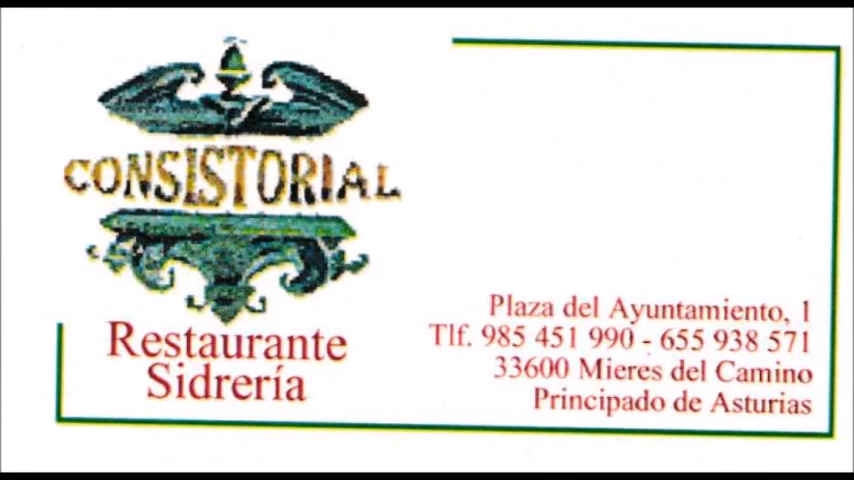 CONSISTORIAL
Restaurante
Sidrería
Plaza del Ayuntamiento, 1
Tlf. 985 451 990 - 655 938 571
33600 Mieres del Camino
Principado de Asturias